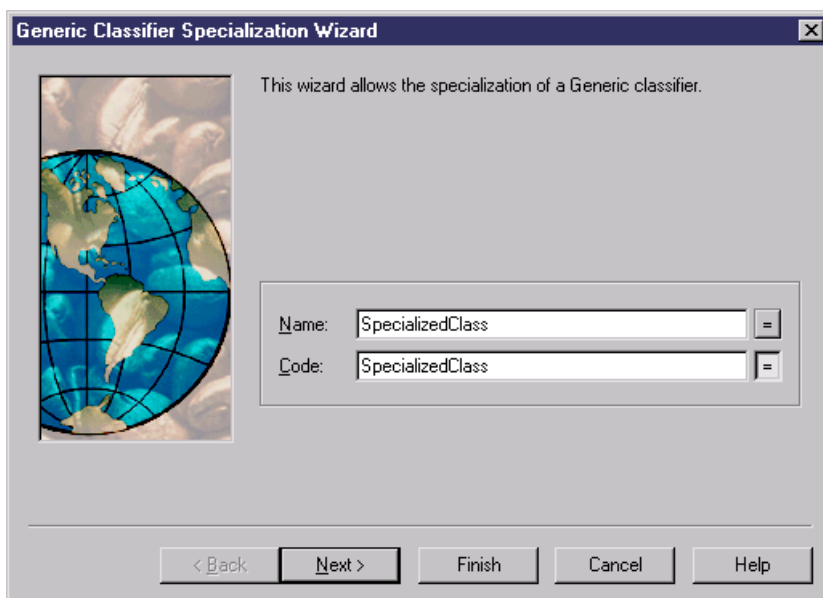 Generic Classifier Specialization Wizard
This wizard allows the specialization of a Generic classifier.
Name: SpecializedClass =
Code: SpecializedClass =
< Back Next > Finish Cancel Help